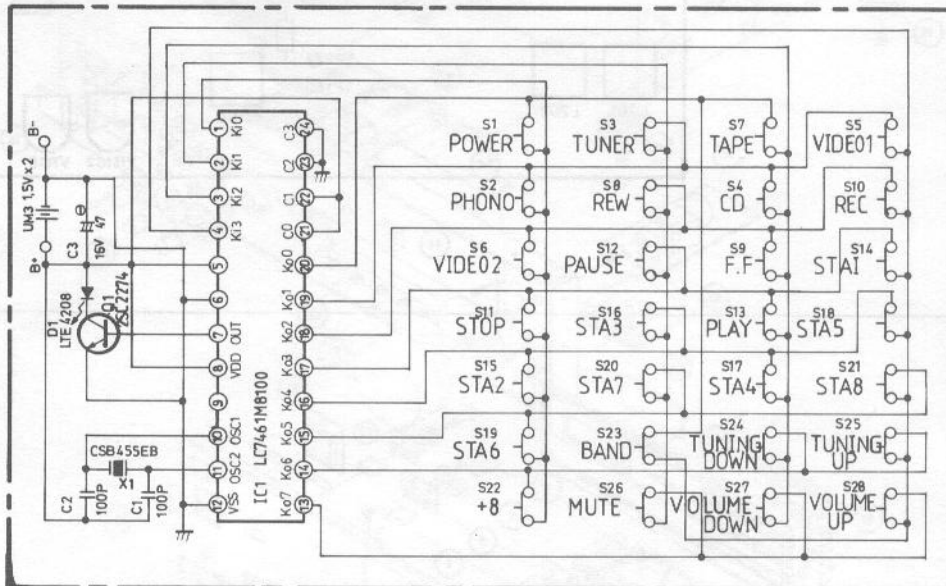 B-
UM3 1,5V x 2
B+
C3
16V 47
D1
LTE4208
Q1
2SC2274
CSB455EB
X1
C2
100P
C1
100P
1 Ki0
2 Ki1
3 Ki2
4 Ki3
5
6
7 OUT
8 VDD
9
10 OSC1
11 OSC2
12 VSS
IC1 LC7461M8100
C3 24
C2 23
C1 22
C0 21
Ko0 20
Ko1 19
Ko2 18
Ko3 17
Ko4 16
Ko5 15
Ko6 14
Ko7 13
S1 POWER
S3 TUNER
S7 TAPE
S5 VIDEO1
S2 PHONO
S8 REW
S4 CD
S10 REC
S6 VIDEO2
S12 PAUSE
S9 F.F
S14 STA1
S11 STOP
S16 STA3
S13 PLAY
S18 STA5
S15 STA2
S20 STA7
S17 STA4
S21 STA8
S19 STA6
S23 BAND
S24 TUNING DOWN
S25 TUNING UP
S22 +8
S26 MUTE
S27 VOLUME DOWN
S28 VOLUME UP